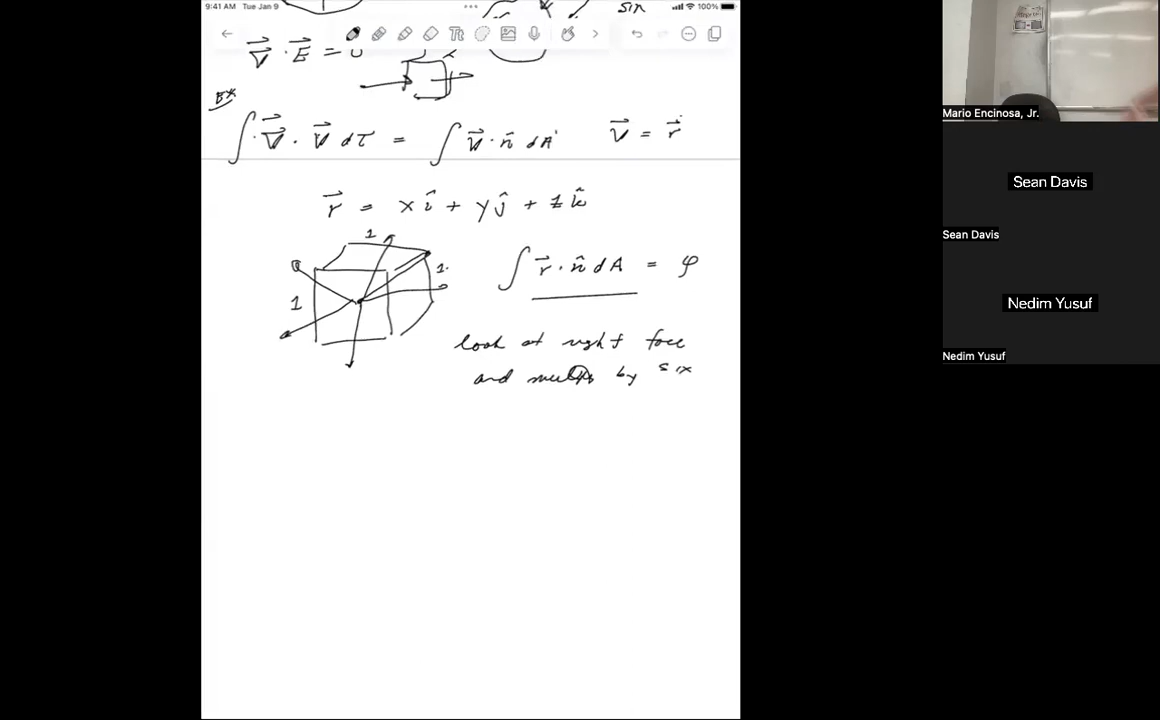 9:41 AM Tue Jan 9
100%
sin
∇⃗ · E⃗ = 0
Ex
∫ ∇⃗ · V⃗ dτ = ∫ V⃗ · n̂ dA V⃗ = r⃗
r⃗ = x î + y ĵ + z k̂
1
1
1
∫ r⃗ · n̂ dA = φ
look at right face
and mult by six
Mario Encinosa, Jr.
Sean Davis
Sean Davis
Nedim Yusuf
Nedim Yusuf